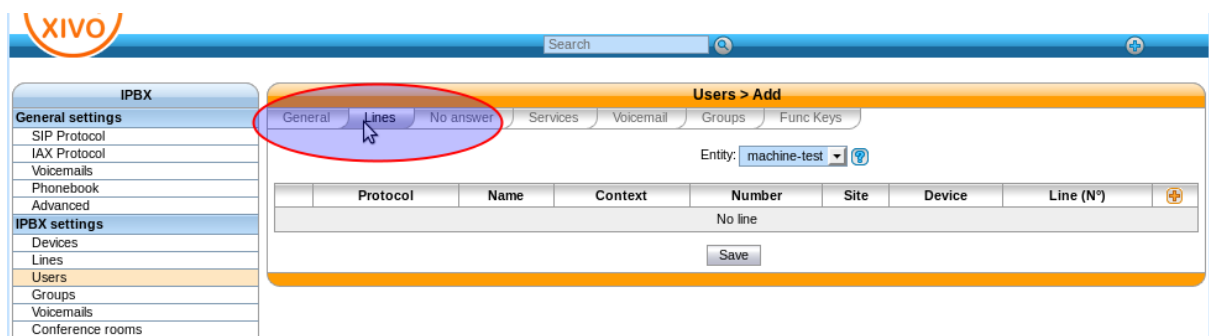 XIVO
Search
IPBX
General settings
SIP Protocol
IAX Protocol
Voicemails
Phonebook
Advanced
IPBX settings
Devices
Lines
Users
Groups
Voicemails
Conference rooms
Users > Add
General Lines No answer Services Voicemail Groups Func Keys
Entity: machine-test ?
Protocol Name Context Number Site Device Line (N°)
No line
Save